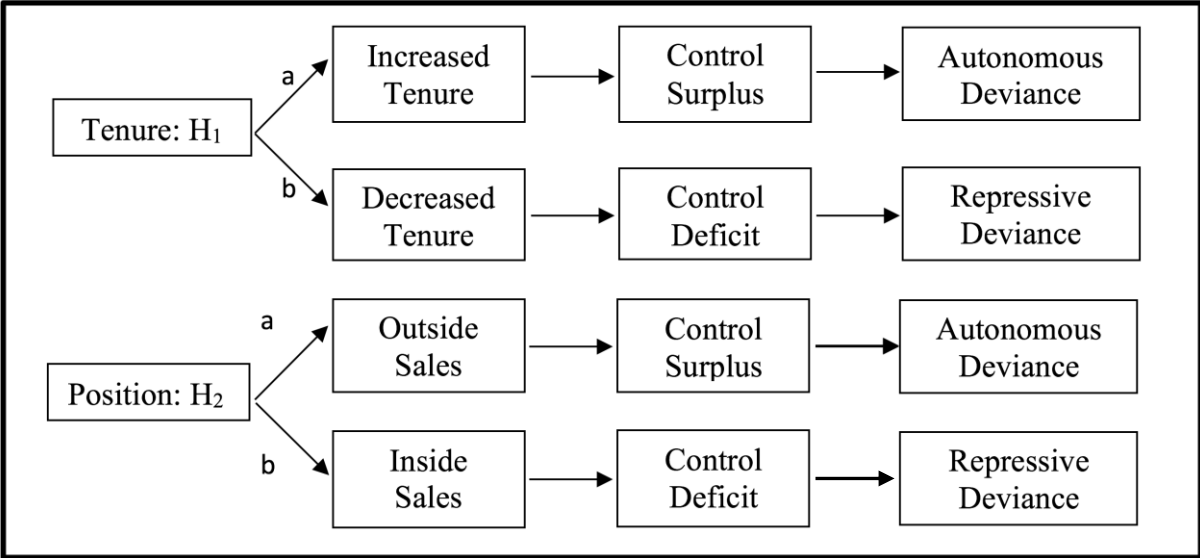 a
Increased
Tenure
Control
Surplus
Autonomous
Deviance
Tenure: H₁
b
Decreased
Tenure
Control
Deficit
Repressive
Deviance
a
Outside
Sales
Control
Surplus
Autonomous
Deviance
Position: H₂
b
Inside
Sales
Control
Deficit
Repressive
Deviance